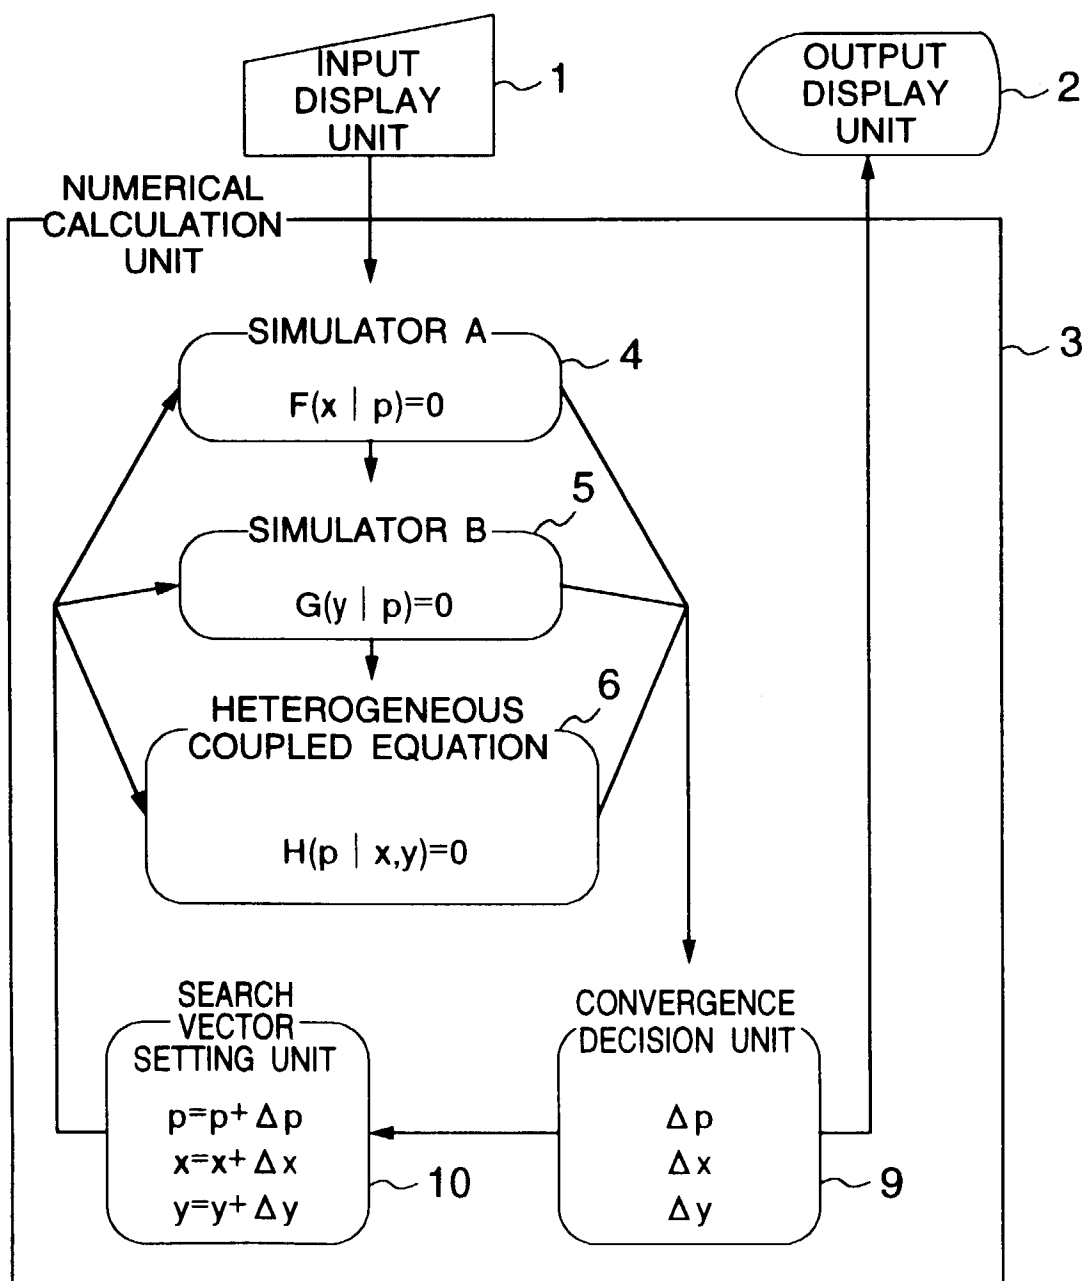 INPUT
DISPLAY
UNIT
1
OUTPUT
DISPLAY
UNIT
2
NUMERICAL
CALCULATION
UNIT
3
SIMULATOR A
4
F(x | p)=0
5
SIMULATOR B
G(y | p)=0
6
HETEROGENEOUS
COUPLED EQUATION
H(p | x,y)=0
SEARCH
VECTOR
SETTING UNIT
p=p+ Δp
x=x+ Δx
y=y+ Δy
10
CONVERGENCE
DECISION UNIT
Δp
Δx
Δy
9